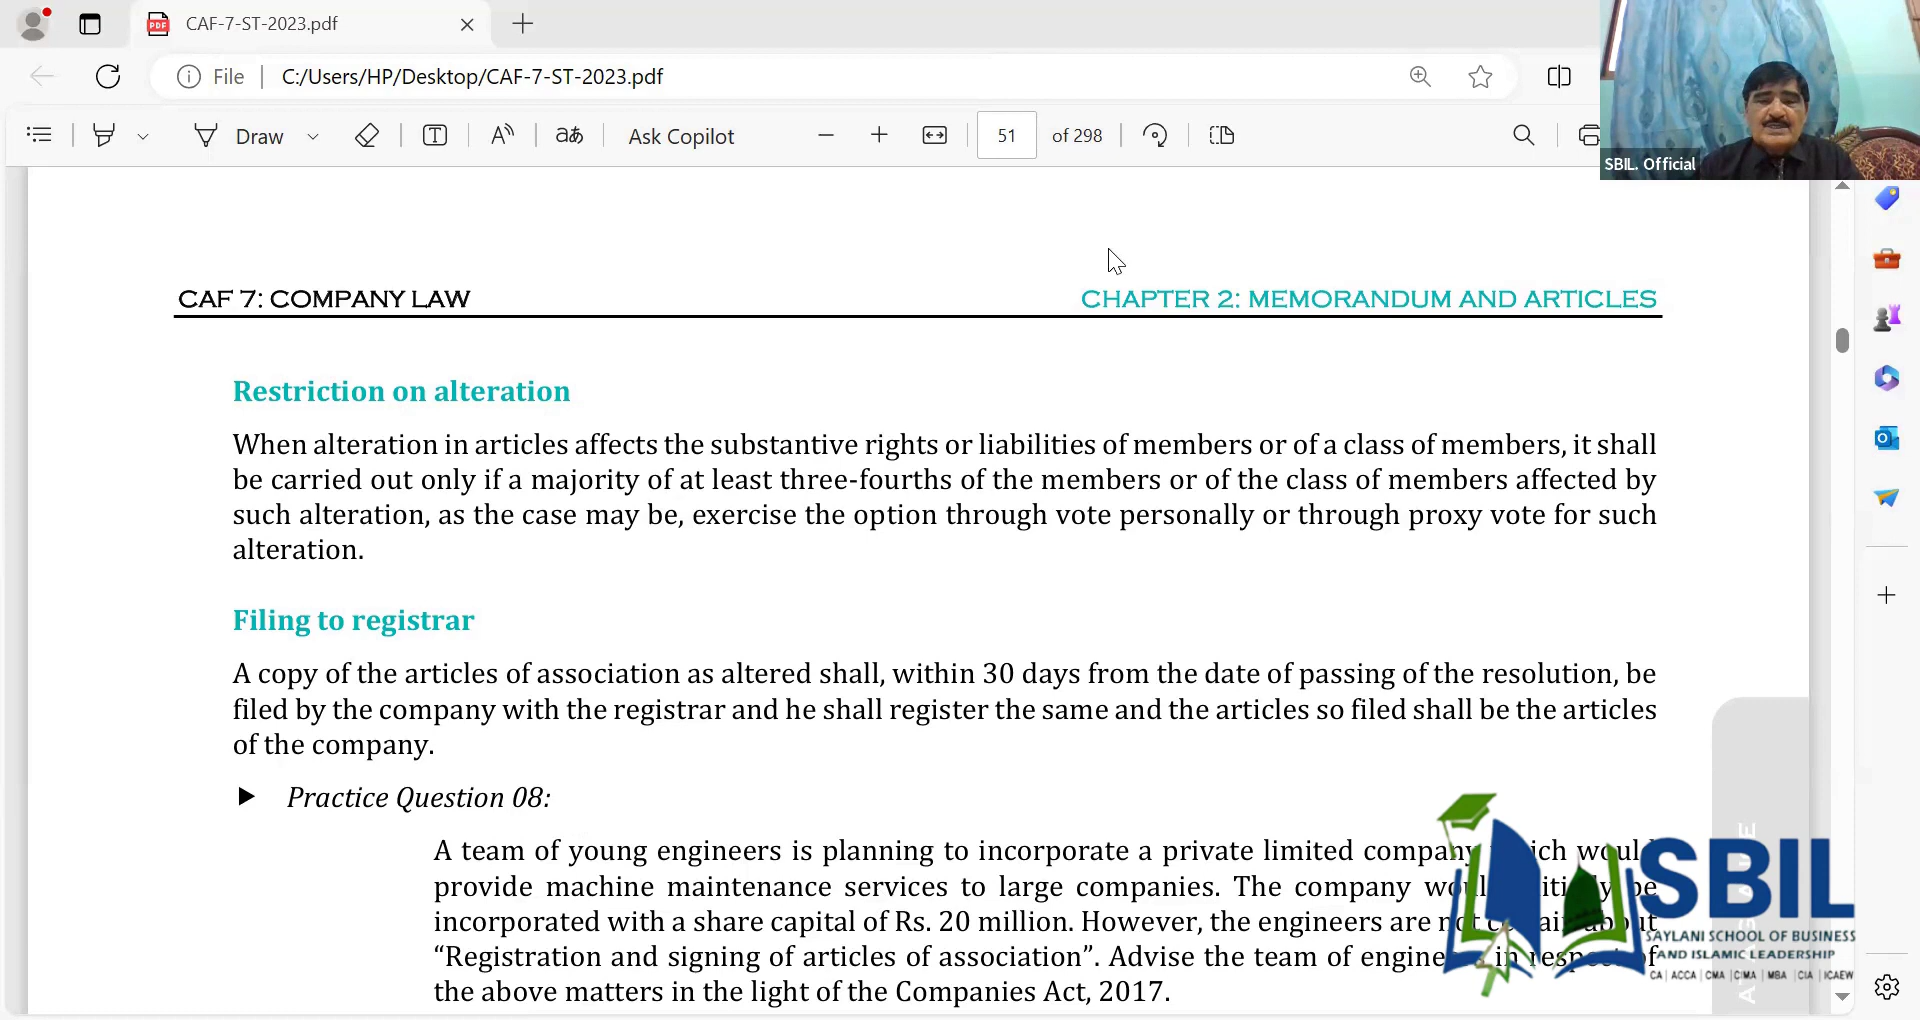 CAF-7-ST-2023.pdf
File
C:/Users/HP/Desktop/CAF-7-ST-2023.pdf
Draw
Ask Copilot
51
of 298
SBIL. Official
CAF 7: COMPANY LAW
CHAPTER 2: MEMORANDUM AND ARTICLES
Restriction on alteration
When alteration in articles affects the substantive rights or liabilities of members or of a class of members, it shall
be carried out only if a majority of at least three-fourths of the members or of the class of members affected by
such alteration, as the case may be, exercise the option through vote personally or through proxy vote for such
alteration.
Filing to registrar
A copy of the articles of association as altered shall, within 30 days from the date of passing of the resolution, be
filed by the company with the registrar and he shall register the same and the articles so filed shall be the articles
of the company.
Practice Question 08:
A team of young engineers is planning to incorporate a private limited company which would
provide machine maintenance services to large companies. The company would be
incorporated with a share capital of Rs. 20 million. However, the engineers are not certain about
“Registration and signing of articles of association”. Advise the team of engineers in respect of
the above matters in the light of the Companies Act, 2017.
SBIL
SAYLANI SCHOOL OF BUSINESS
AND ISLAMIC LEADERSHIP
CA | ACCA | CMA | CIMA | MBA | CIA | ICAEW